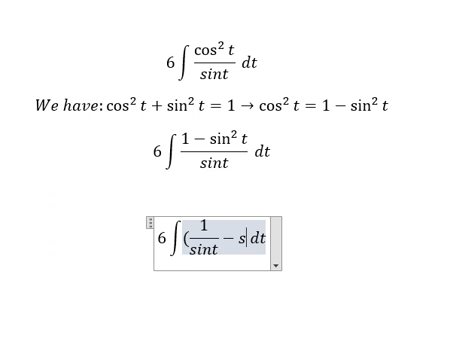 6 ∫ cos² t / sint dt
We have: cos² t + sin² t = 1 → cos² t = 1 − sin² t
6 ∫ 1 − sin² t / sint dt
6 ∫ ( 1 / sint − s dt